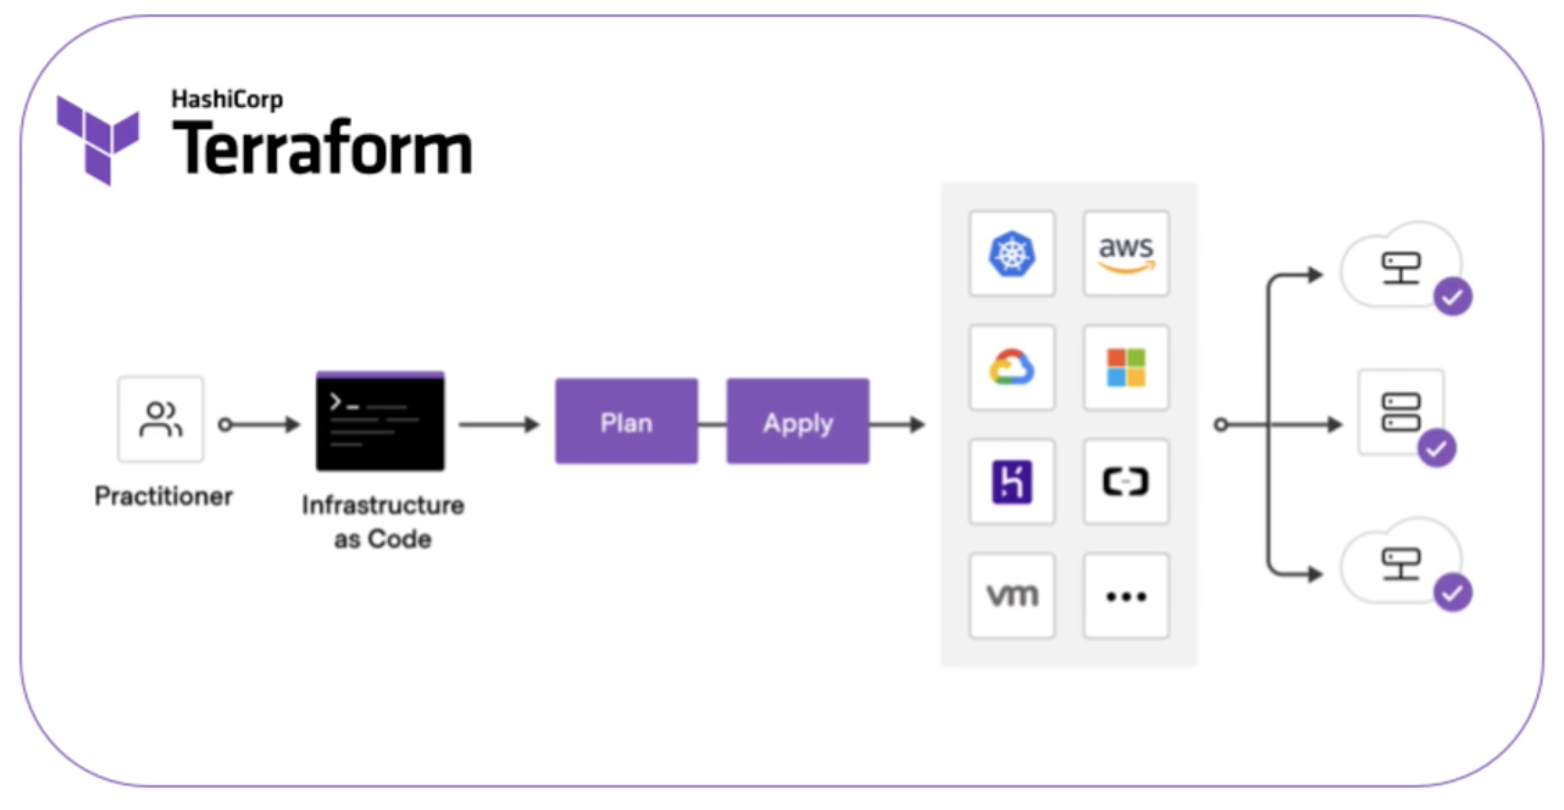 HashiCorp
Terraform
aws
Plan
Apply
Practitioner
Infrastructure
as Code
vm